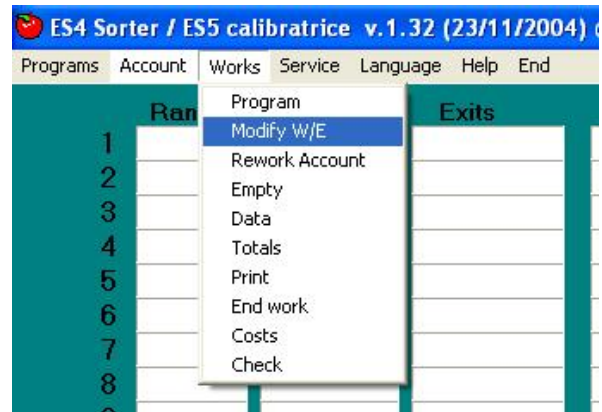 ES4 Sorter / ES5 calibratrice v.1.32 (23/11/2004)
Programs Account Works Service Language Help End
Ran Exits
Program
Modify W/E
Rework Account
Empty
Data
Totals
Print
End work
Costs
Check
1
2
3
4
5
6
7
8